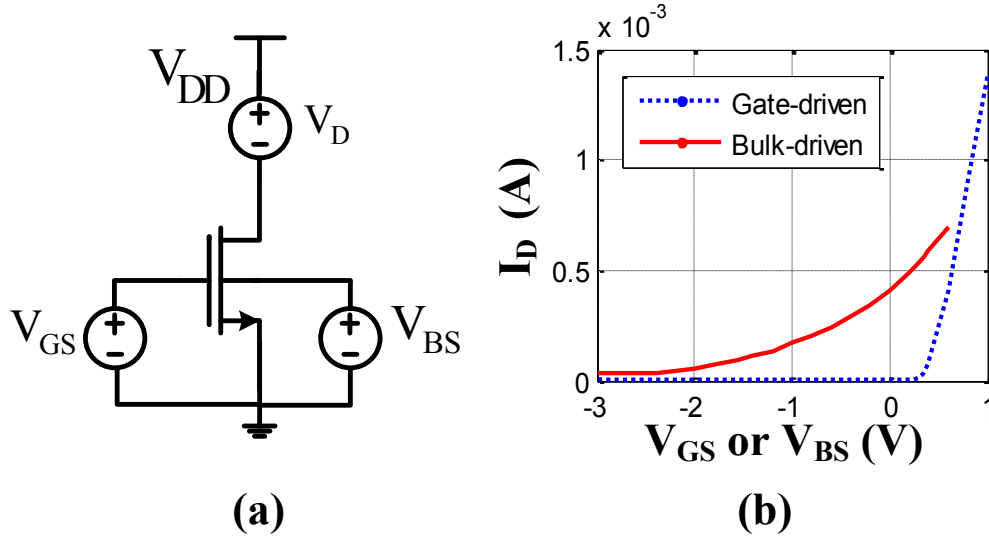 V_DD
V_D
V_GS
V_BS
(a)
x 10^-3
1.5
1
0.5
0
Gate-driven
Bulk-driven
I_D (A)
-3 -2 -1 0 1
V_GS or V_BS (V)
(b)